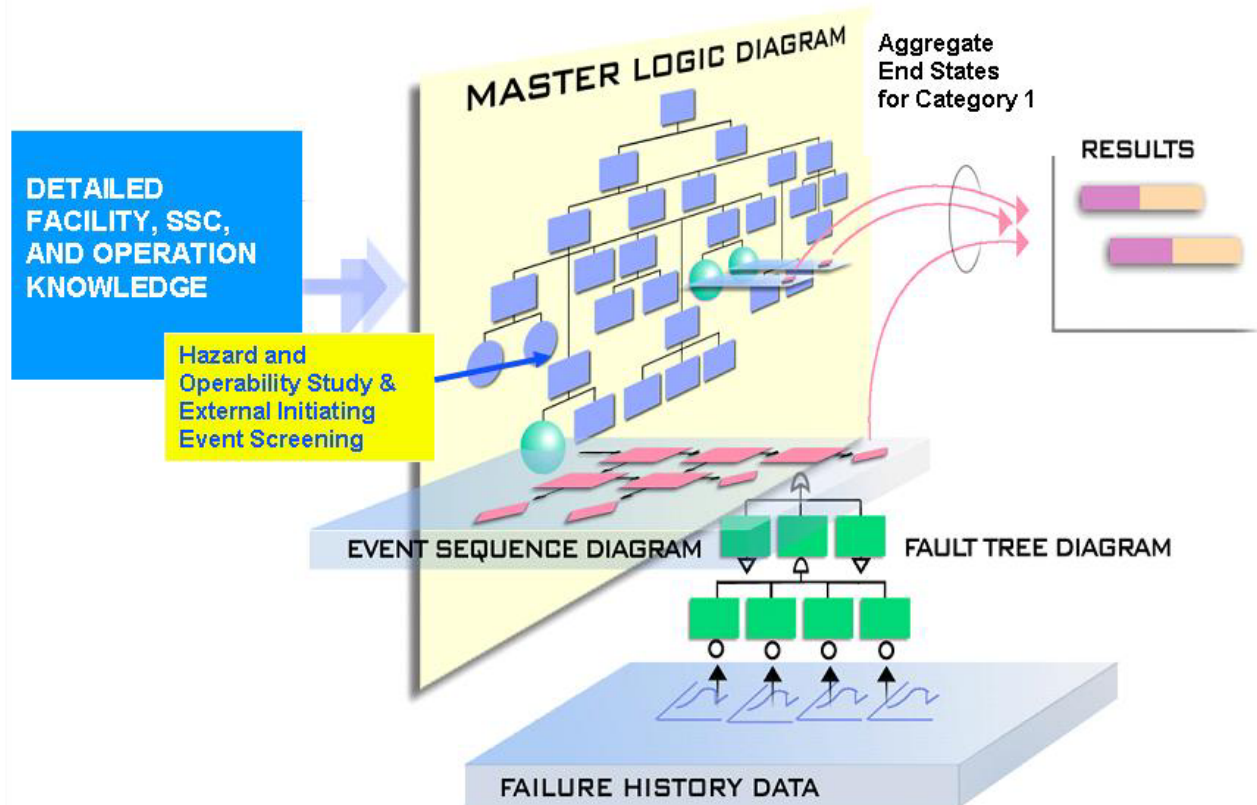 MASTER LOGIC DIAGRAM
Aggregate
End States
for Category 1
RESULTS
DETAILED
FACILITY, SSC,
AND OPERATION
KNOWLEDGE
Hazard and
Operability Study &
External Initiating
Event Screening
EVENT SEQUENCE DIAGRAM
FAULT TREE DIAGRAM
FAILURE HISTORY DATA